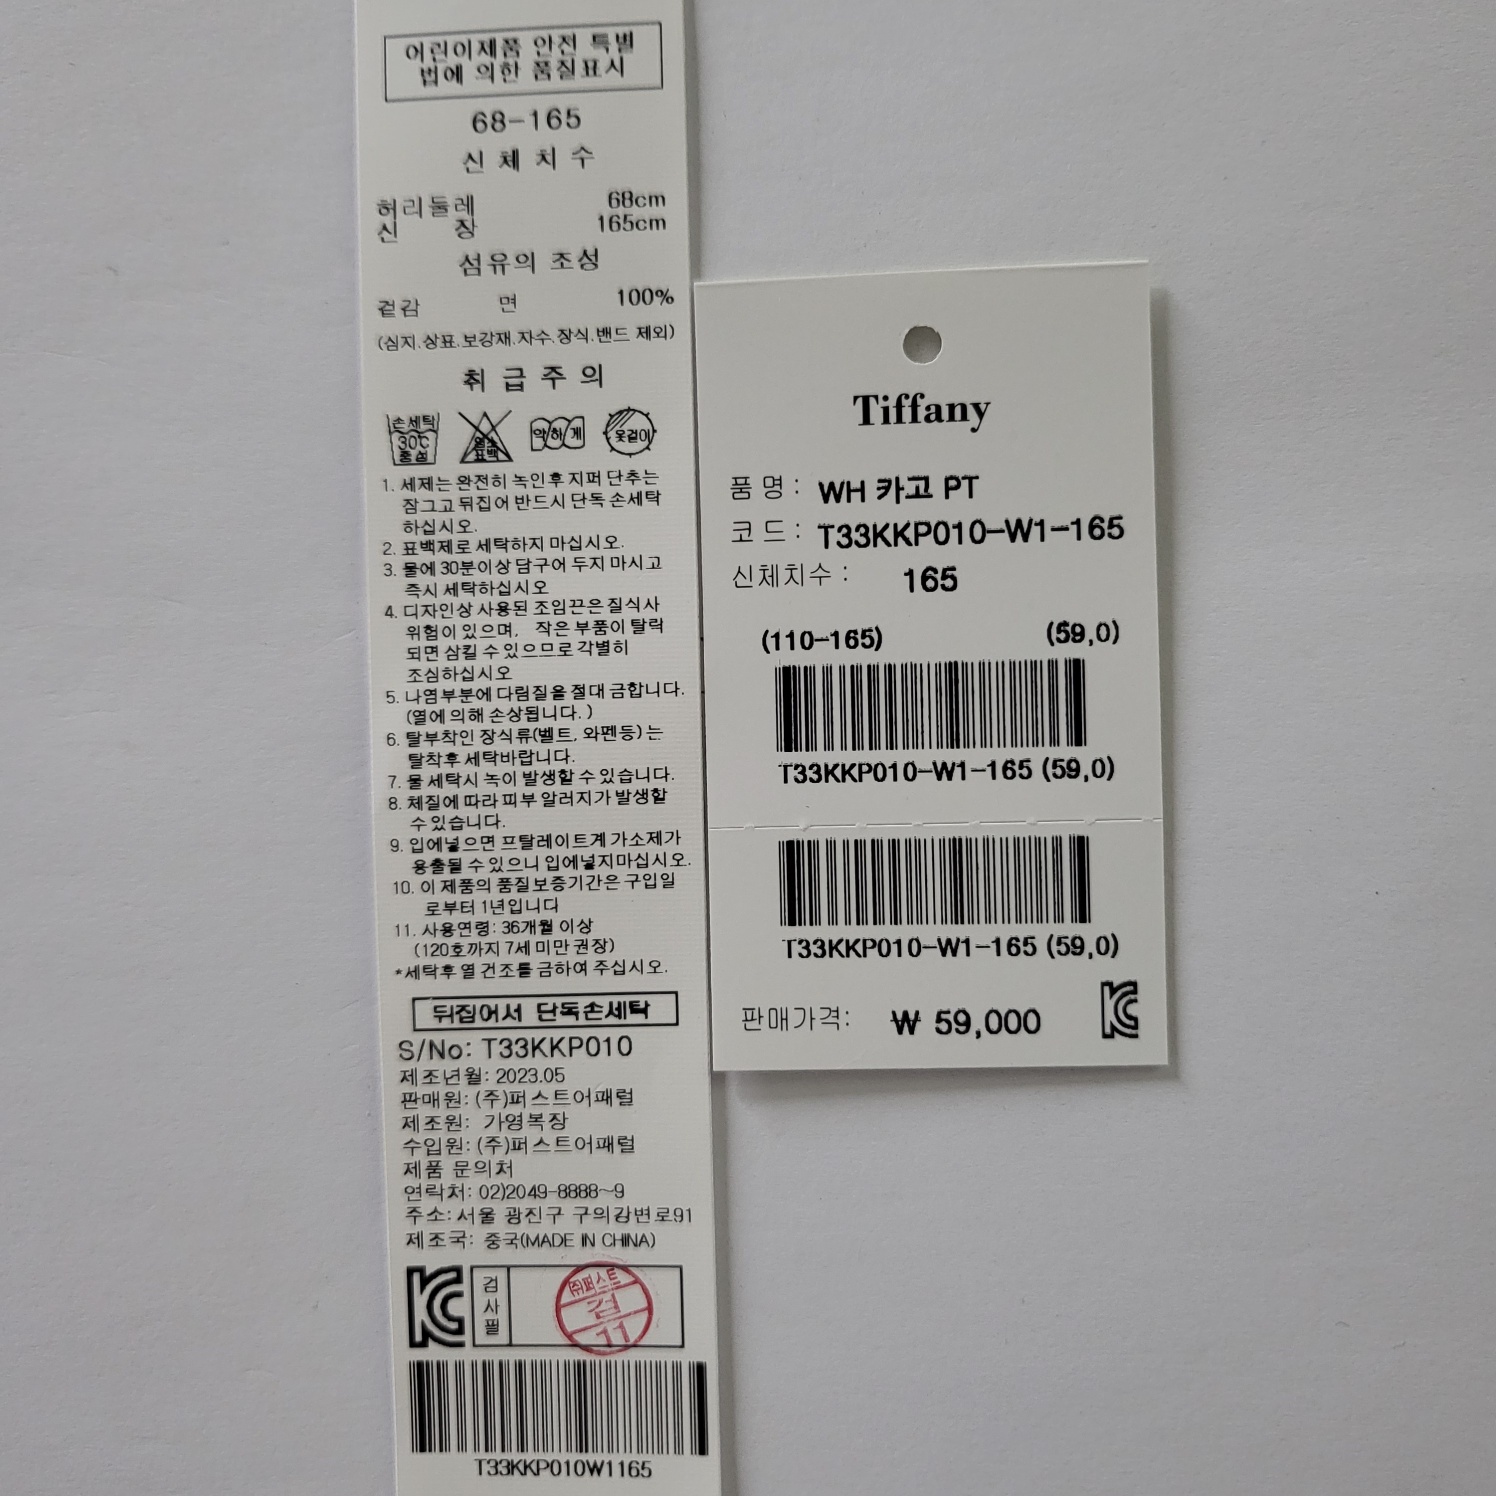 어린이제품 안전 특별
법에 의한 품질표시
68-165
신 체 치 수
허리둘레 68cm
신 장 165cm
섬유의 조성
겉감 면 100%
(심지.상표.보강재.자수.장식.밴드 제외)
취 급 주 의
손세탁
30℃
중성
염소
표백
약하게
옷걸이
1. 세제는 완전히 녹인후 지퍼 단추는
잠그고 뒤집어 반드시 단독 손세탁
하십시오.
2. 표백제로 세탁하지 마십시오.
3. 물에 30분이상 담구어 두지 마시고
즉시 세탁하십시오
4. 디자인상 사용된 조임끈은 질식사
위험이 있으며, 작은 부품이 탈락
되면 삼킬 수 있으므로 각별히
조심하십시오
5. 나염부분에 다림질을 절대 금합니다.
(열에 의해 손상됩니다.)
6. 탈부착인 장식류(벨트, 와펜등)는
탈착후 세탁바랍니다.
7. 물 세탁시 녹이 발생할 수 있습니다.
8. 체질에 따라 피부 알러지가 발생할
수 있습니다.
9. 입에넣으면 프탈레이트계 가소제가
용출될 수 있으니 입에넣지마십시오.
10. 이 제품의 품질보증기간은 구입일
로부터 1년입니다
11. 사용연령: 36개월 이상
(120호까지 7세 미만 권장)
*세탁후 열 건조를 금하여 주십시오.
뒤집어서 단독손세탁
S/No: T33KKP010
제조년월: 2023.05
판매원: (주)퍼스트어패럴
제조원: 가영복장
수입원: (주)퍼스트어패럴
제품 문의처
연락처: 02)2049-8888~9
주소: 서울 광진구 구의강변로91
제조국: 중국(MADE IN CHINA)
KC
검사필
㈜퍼스트
검
11
T33KKP010W1165
Tiffany
품 명 : WH 카고 PT
코 드 : T33KKP010-W1-165
신체치수 : 165
(110-165) (59,0)
T33KKP010-W1-165 (59,0)
T33KKP010-W1-165 (59,0)
판매가격: ₩ 59,000
KC